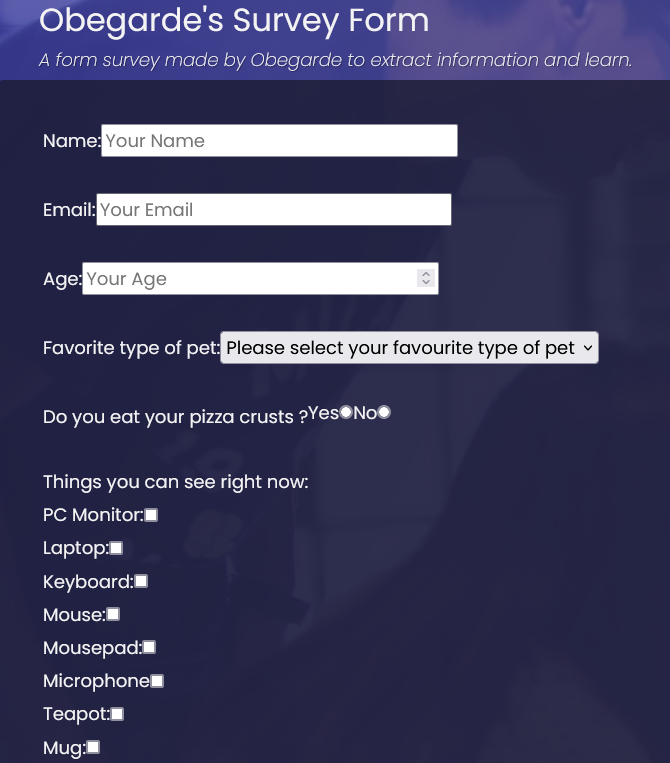 Obegarde's Survey Form
A form survey made by Obegarde to extract information and learn.
Name: Your Name
Email: Your Email
Age: Your Age
Favorite type of pet: Please select your favourite type of pet
Do you eat your pizza crusts ? Yes No
Things you can see right now:
PC Monitor:
Laptop:
Keyboard:
Mouse:
Mousepad:
Microphone
Teapot:
Mug: